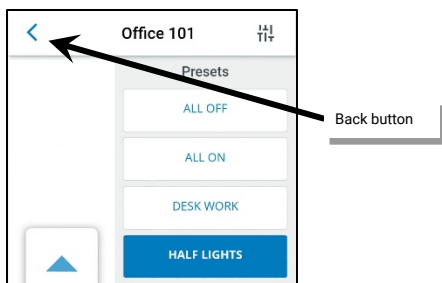 Office 101
Presets
ALL OFF
Back button
ALL ON
DESK WORK
HALF LIGHTS